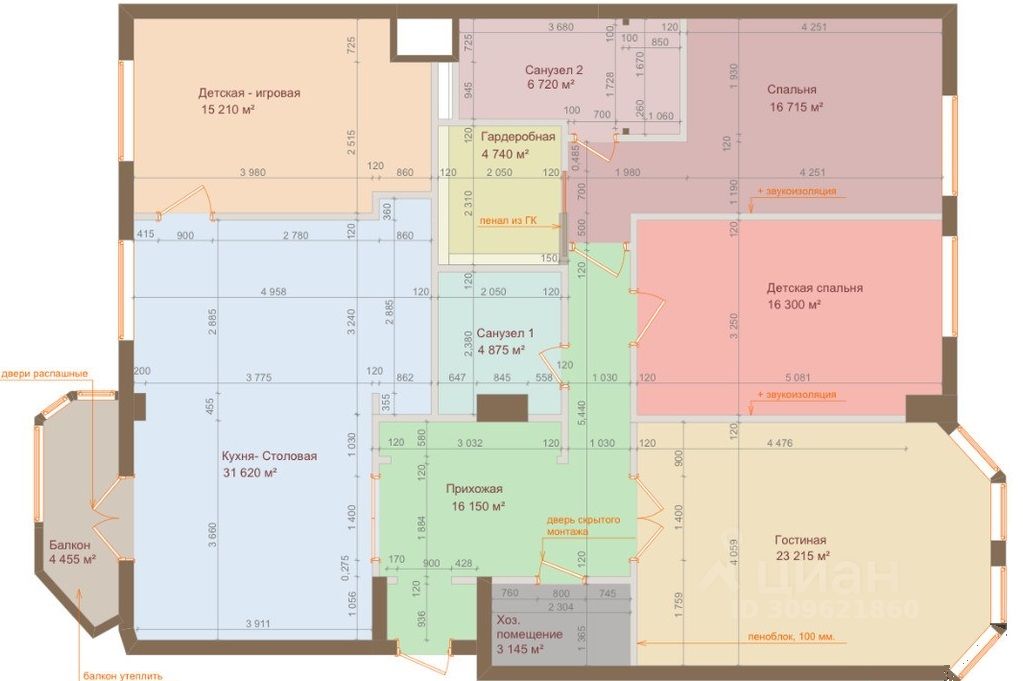 3 680
120
4 251
725
725
100
100
850
Санузел 2
6 720 м²
1 670
1 930
1 728
945
Детская - игровая
15 210 м²
Спальня
16 715 м²
100
700
260
1 060
120
Гардеробная
4 740 м²
0,485
2 515
120
3 980
860
120
2 050
120
1 980
4 251
700
1 190
+ звукоизоляция
360
2 310
пенал из ГК
500
415
900
2 780
120
860
120
150
120
120
4 958
120
2 050
120
Детская спальня
16 300 м²
2 885
3 240
2 885
Санузел 1
4 875 м²
2,380
3 250
двери распашные
120
200
3 775
120
862
647
845
558
1 030
120
5 081
+ звукоизоляция
455
355
5,440
120
1 030
580
120
3 032
120
1 030
120
4 476
Кухня- Столовая
31 620 м²
120
900
Прихожая
16 150 м²
1 400
1 884
дверь скрытого
монтажа
1 400
Гостиная
23 215 м²
4 059
Балкон
4 455 м²
3 660
170
900
428
120
0,275
циан
ID 309621860
1 056
120
760
800
745
2 304
1 759
936
Хоз.
помещение
3 145 м²
1 365
3 911
пеноблок, 100 мм.
балкон утеплить